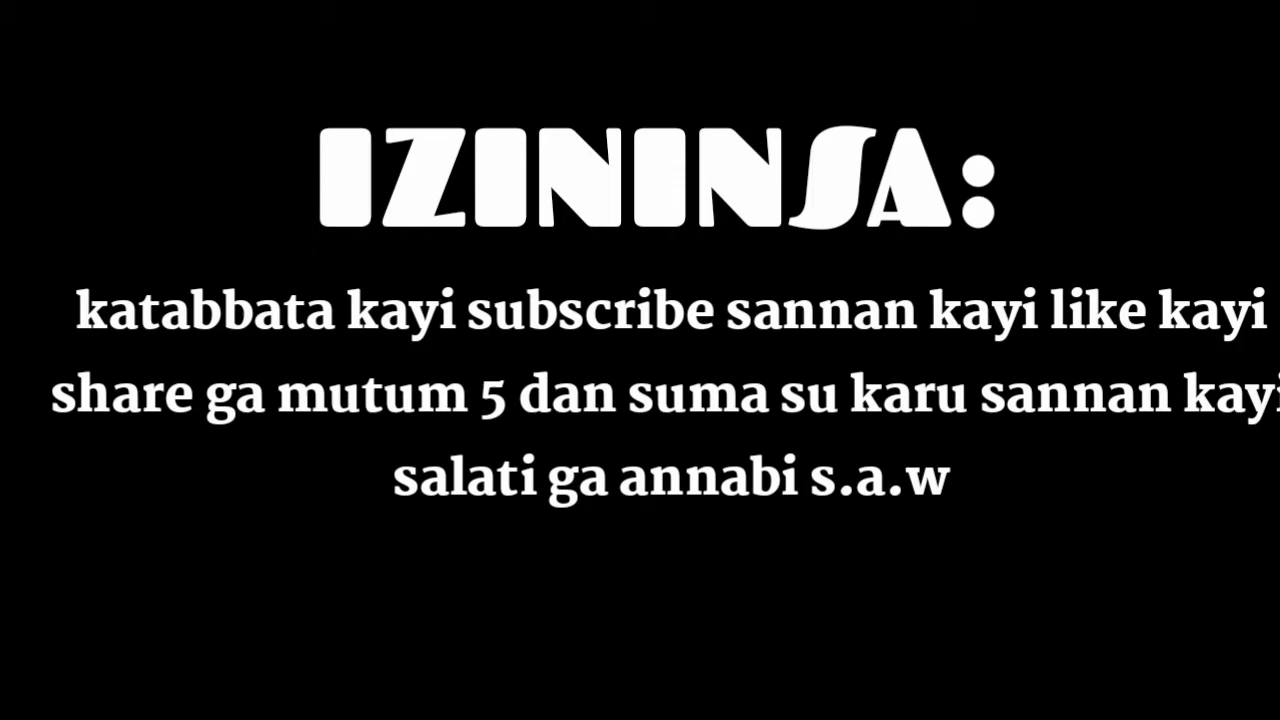 IZININSA:
katabbata kayi subscribe sannan kayi like kayi
share ga mutum 5 dan suma su karu sannan kayi
salati ga annabi s.a.w